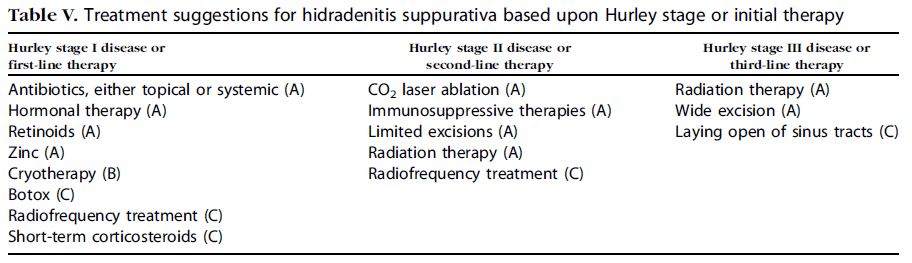 Table V. Treatment suggestions for hidradenitis suppurativa based upon Hurley stage or initial therapy
Hurley stage I disease or first-line therapy
Hurley stage II disease or second-line therapy
Hurley stage III disease or third-line therapy
Antibiotics, either topical or systemic (A) CO₂ laser ablation (A) Radiation therapy (A)
Hormonal therapy (A) Immunosuppressive therapies (A) Wide excision (A)
Retinoids (A) Limited excisions (A) Laying open of sinus tracts (C)
Zinc (A) Radiation therapy (A)
Cryotherapy (B) Radiofrequency treatment (C)
Botox (C)
Radiofrequency treatment (C)
Short-term corticosteroids (C)